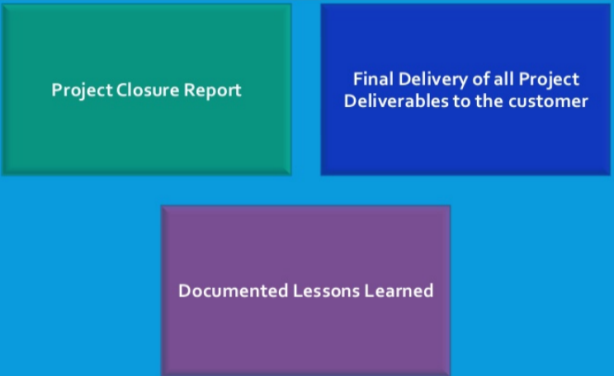 Project Closure Report
Final Delivery of all Project
Deliverables to the customer
Documented Lessons Learned